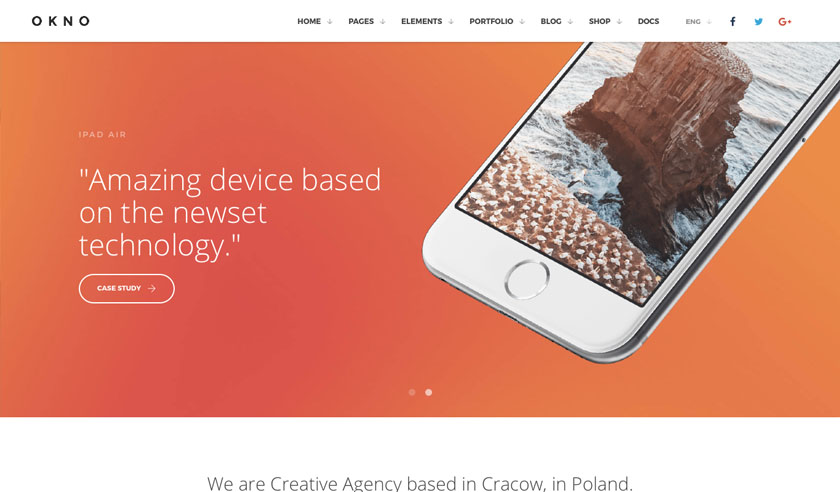 OKNO
HOME PAGES ELEMENTS PORTFOLIO BLOG SHOP DOCS ENG
IPAD AIR
"Amazing device based
on the newset
technology."
CASE STUDY
We are Creative Agency based in Cracow, in Poland.